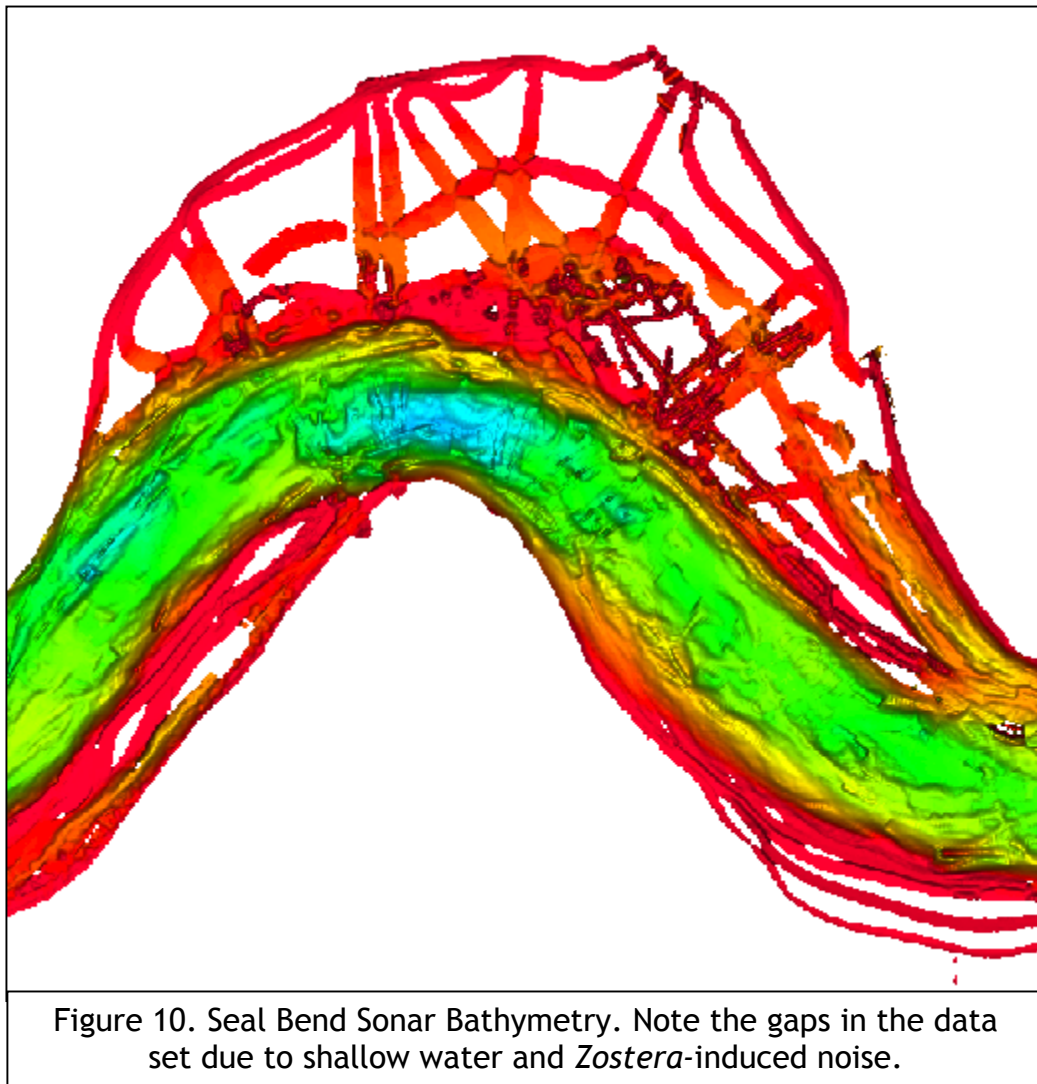 Figure 10. Seal Bend Sonar Bathymetry. Note the gaps in the data
set due to shallow water and Zostera-induced noise.